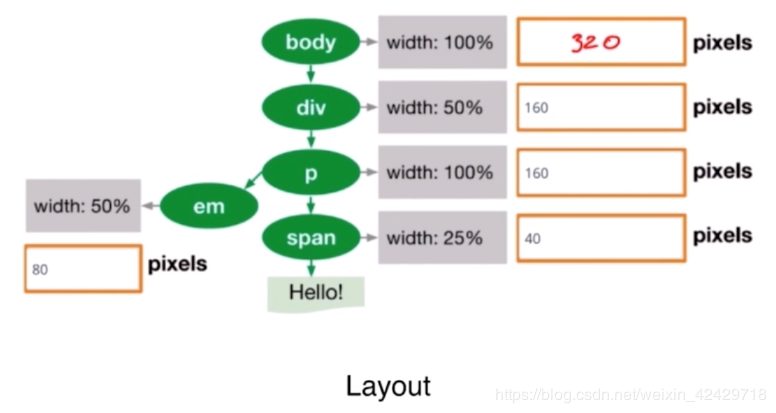 body width: 100% 320 pixels
div width: 50% 160 pixels
p width: 100% 160 pixels
width: 50% em
span width: 25% 40 pixels
80 pixels
Hello!
Layout
https://blog.csdn.net/weixin_42429718